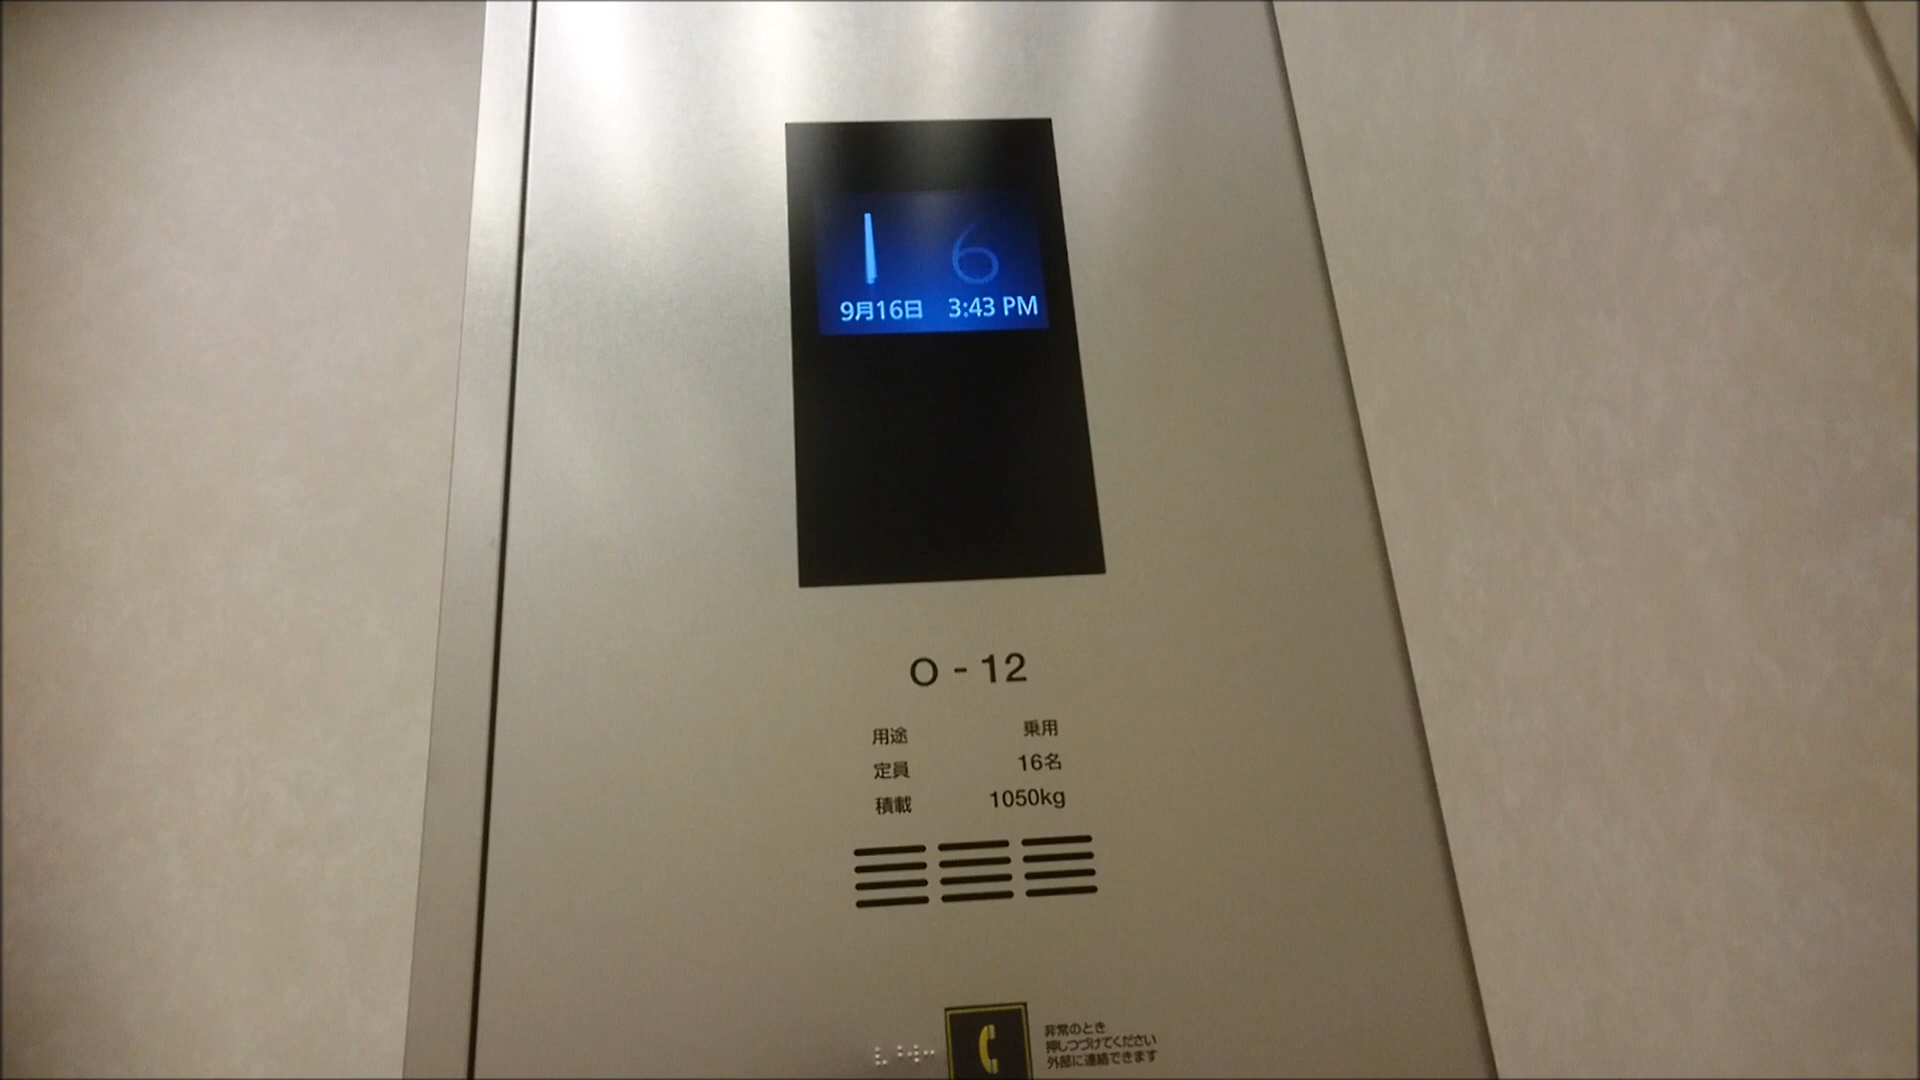 1 6
9月16日 3:43 PM
O - 12
用途 乗用
定員 16名
積載 1050kg
非常のとき
押しつづけてください
外部に連絡できます